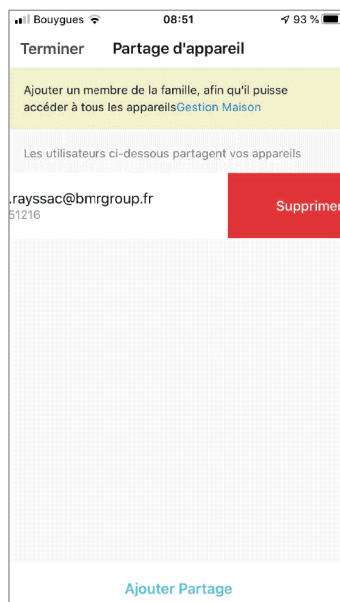 Bouygues 08:51 93 %
Terminer Partage d'appareil
Ajouter un membre de la famille, afin qu'il puisse
accéder à tous les appareilsGestion Maison
Les utilisateurs ci-dessous partagent vos appareils
.rayssac@bmrgroup.fr
51216
Supprimer
Ajouter Partage